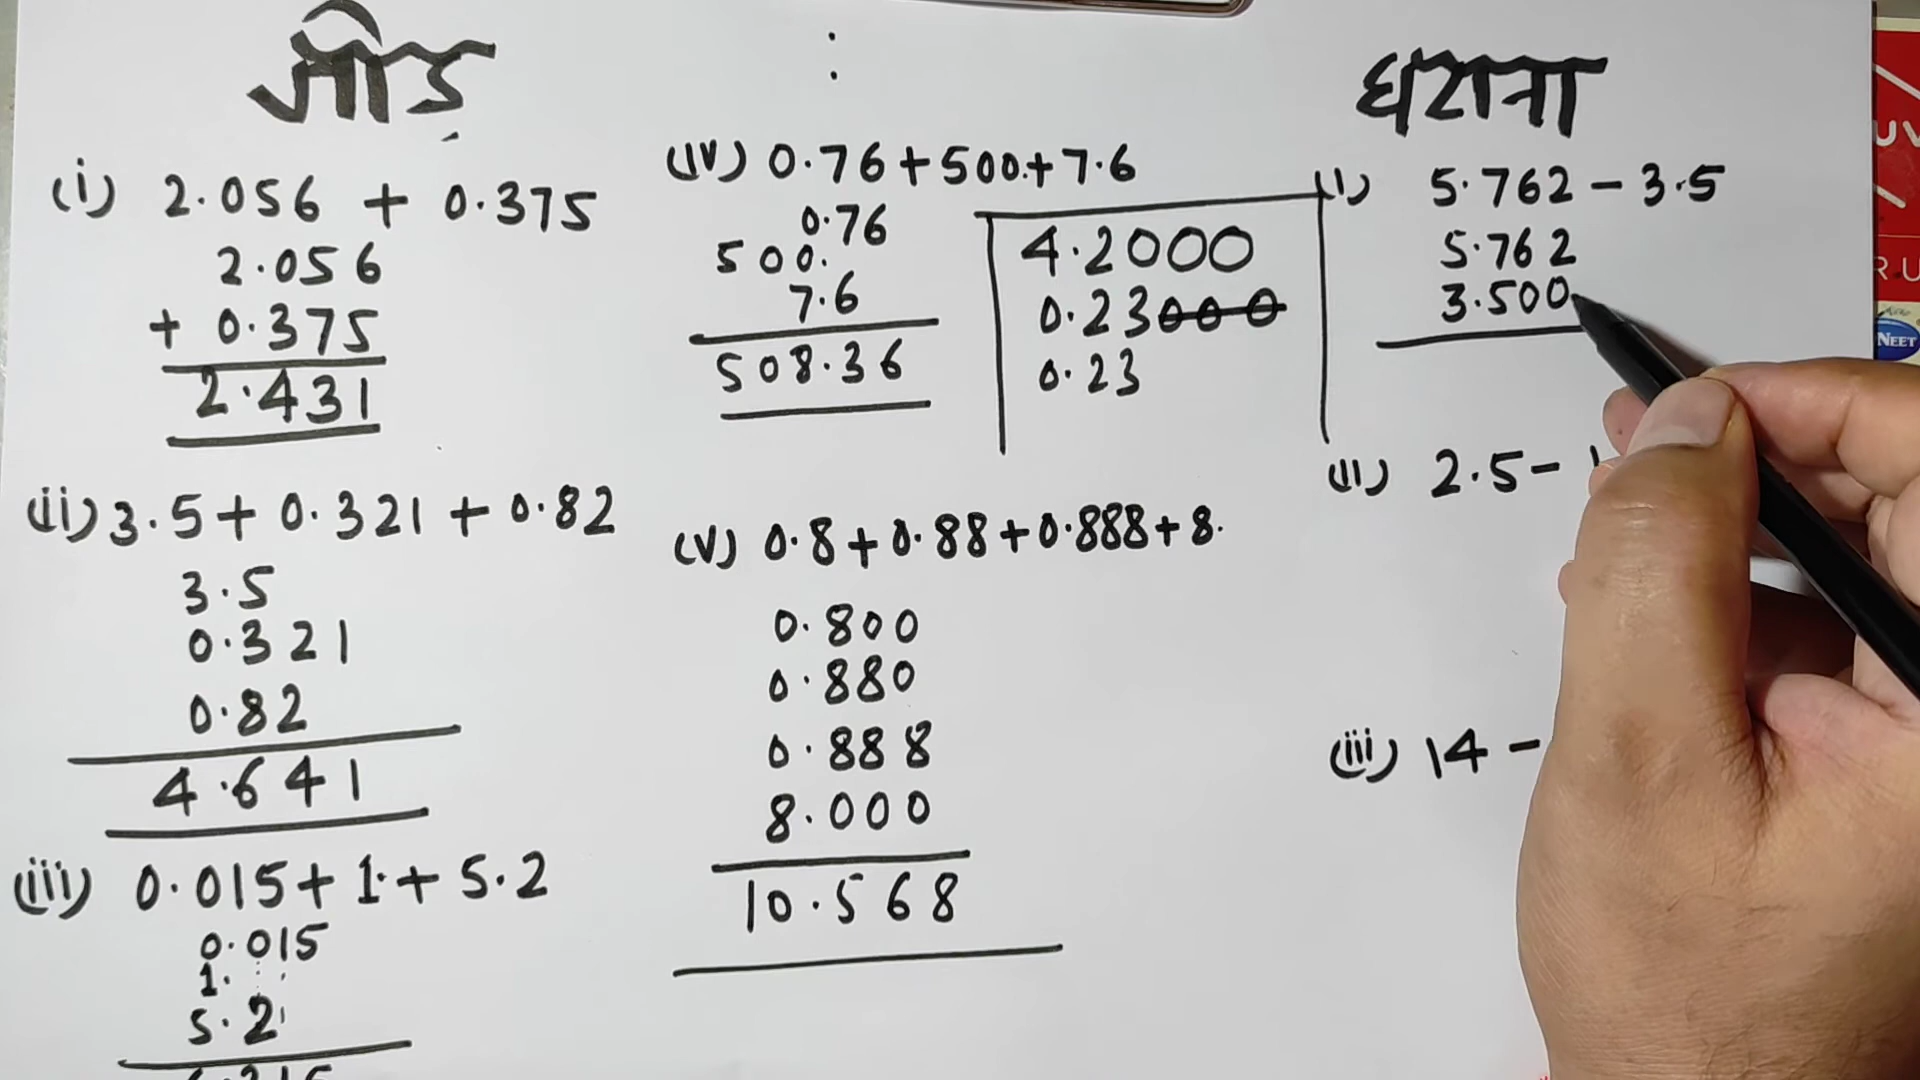 जोड़
(i) 2.056 + 0.375
2.056
+ 0.375
2.431
(ii) 3.5 + 0.321 + 0.82
3.5
0.321
0.82
4.641
(iii) 0.015 + 1. + 5.2
0.015
1.
5.2
(iv) 0.76 + 500. + 7.6
0.76
500.
7.6
508.36
4.2000
0.23000
0.23
(v) 0.8 + 0.88 + 0.888 + 8.
0.800
0.880
0.888
8.000
10.568
घटाना
(i) 5.762 - 3.5
5.762
3.500
(ii) 2.5 -
(iii) 14 -
UV
R.U
NEET